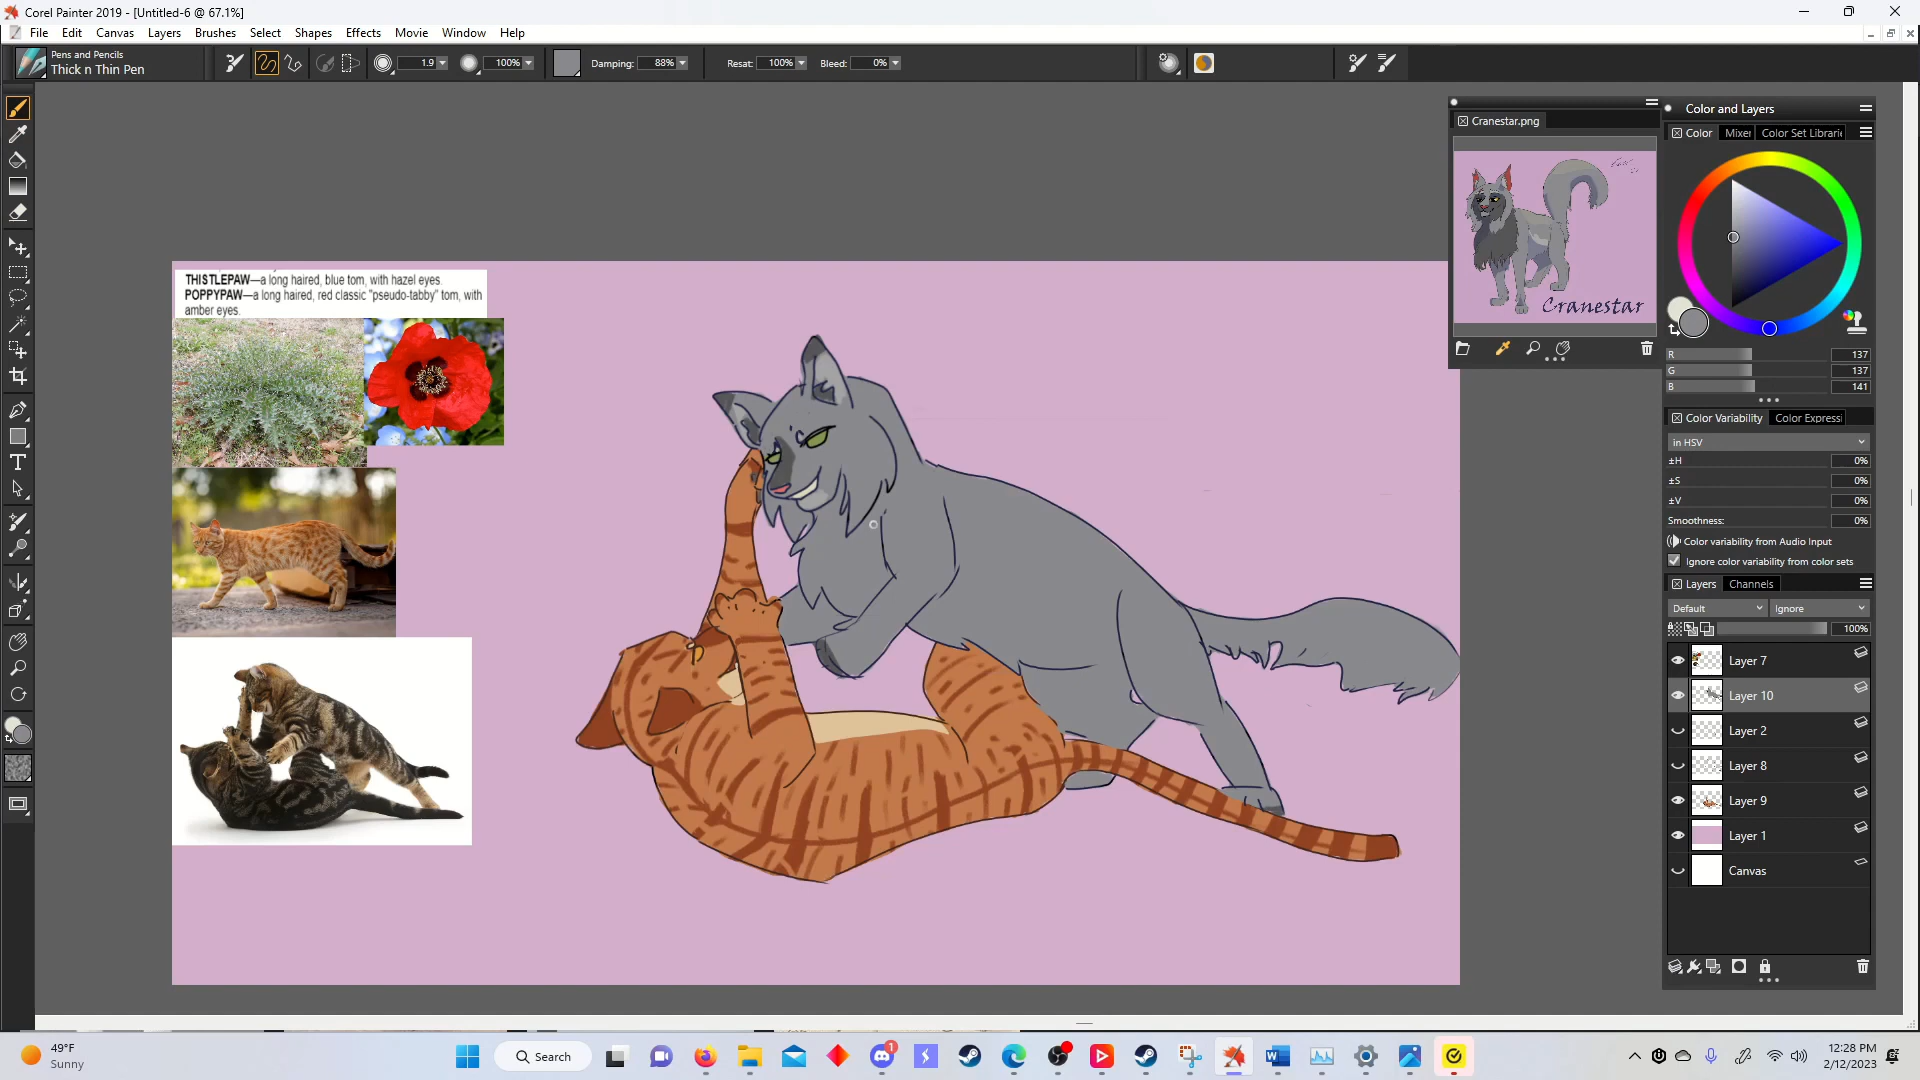 Corel Painter 2019 - [Untitled-6 @ 67.1%]
File Edit Canvas Layers Brushes Select Shapes Effects Movie Window Help
Pens and Pencils
Thick n Thin Pen
1.9 100% Damping: 88% Resat: 100% Bleed: 0%
Cranestar.png
Cranestar
Color and Layers
Color Mixer Color Set Librari
R 137
G 137
B 141
Color Variability Color Expressi
in HSV
±H 0%
±S 0%
±V 0%
Smoothness: 0%
Color variability from Audio Input
Ignore color variability from color sets
Layers Channels
Default Ignore
100%
Layer 7
Layer 10
Layer 2
Layer 8
Layer 9
Layer 1
Canvas
THISTLEPAW—a long haired, blue tom, with hazel eyes.
POPPYPAW—a long haired, red classic "pseudo-tabby" tom, with
amber eyes.
49°F
Sunny
Search
1
12:28 PM
2/12/2023